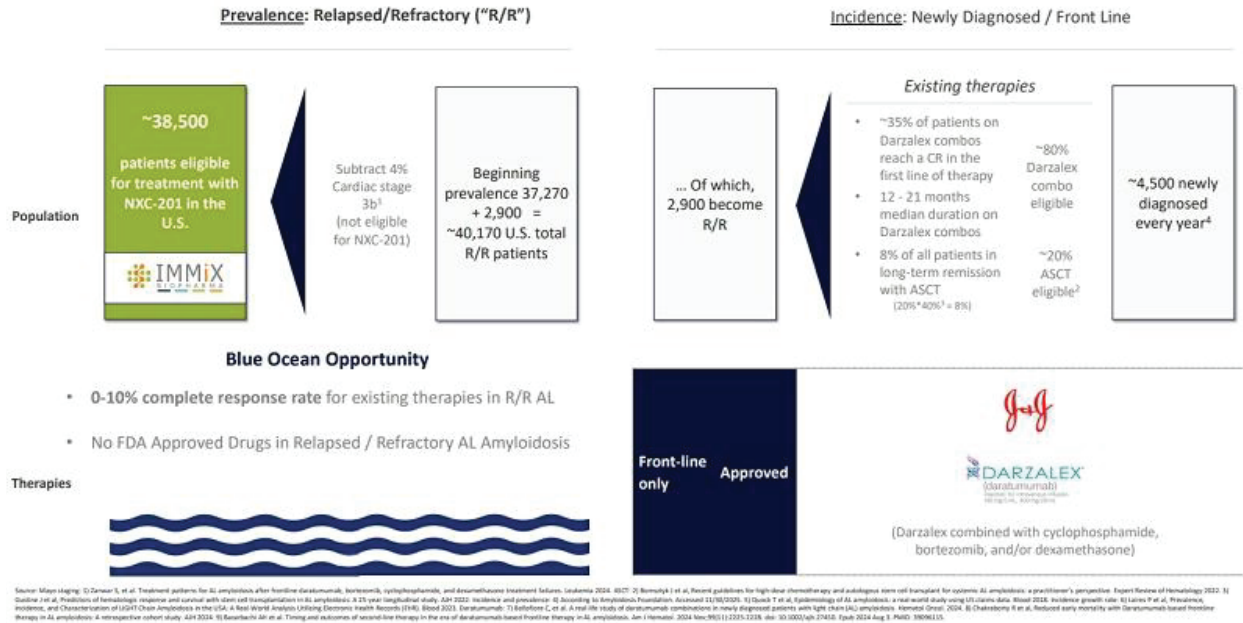 Prevalence: Relapsed/Refractory ("R/R")
Incidence: Newly Diagnosed / Front Line
Population
~38,500
patients eligible
for treatment with
NXC-201 in the
U.S.
IMMiX
BIOPHARMA
Subtract 4%
Cardiac stage
3b¹
(not eligible
for NXC-201)
Beginning
prevalence 37,270
+ 2,900 =
~40,170 U.S. total
R/R patients
... Of which,
2,900 become
R/R
Existing therapies
• ~35% of patients on
Darzalex combos
reach a CR in the
first line of therapy
• 12 - 21 months
median duration on
Darzalex combos
• 8% of all patients in
long-term remission
with ASCT
(20%*40%³ = 8%)
~80%
Darzalex
combo
eligible
~20%
ASCT
eligible²
~4,500 newly
diagnosed
every year⁴
Therapies
Blue Ocean Opportunity
• 0-10% complete response rate for existing therapies in R/R AL
• No FDA Approved Drugs in Relapsed / Refractory AL Amyloidosis
Front-line
only
Approved
J&J
DARZALEX
(daratumumab)
(Darzalex combined with cyclophosphamide,
bortezomib, and/or dexamethasone)